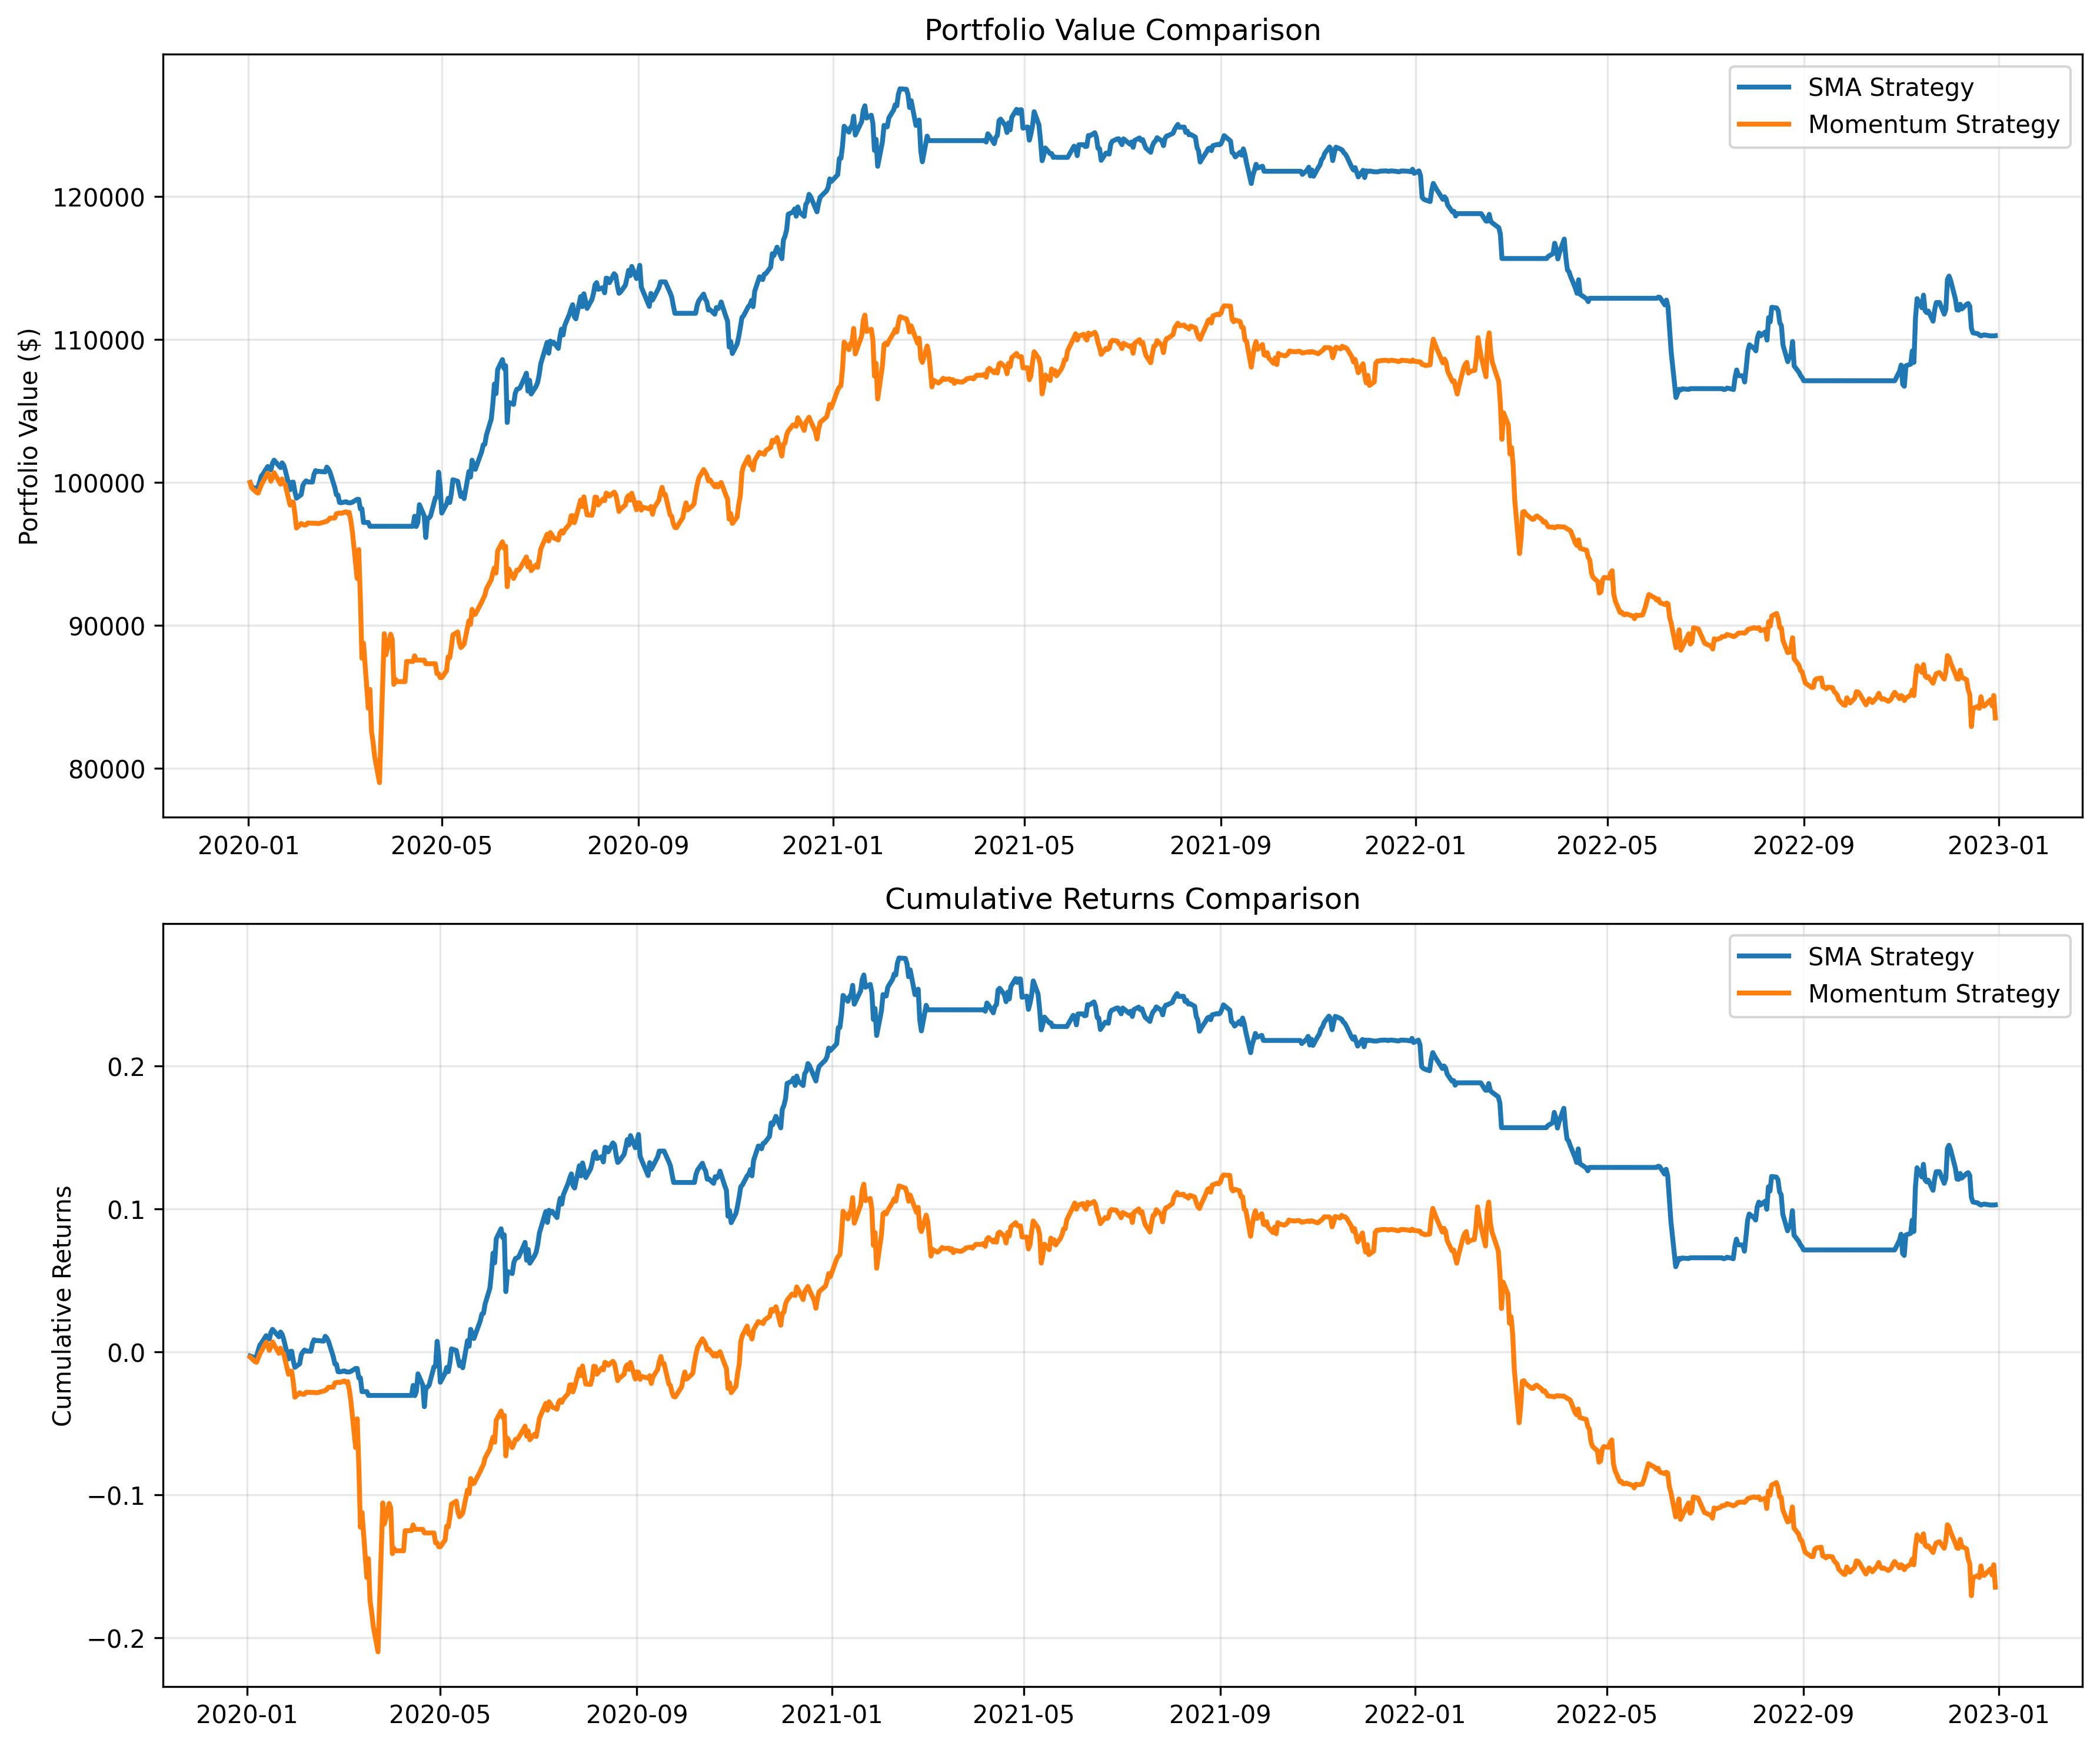 Portfolio Value Comparison
SMA Strategy
Momentum Strategy
Portfolio Value ($)
120000
110000
100000
90000
80000
2020-01 2020-05 2020-09 2021-01 2021-05 2021-09 2022-01 2022-05 2022-09 2023-01
Cumulative Returns Comparison
SMA Strategy
Momentum Strategy
Cumulative Returns
0.2
0.1
0.0
−0.1
−0.2
2020-01 2020-05 2020-09 2021-01 2021-05 2021-09 2022-01 2022-05 2022-09 2023-01